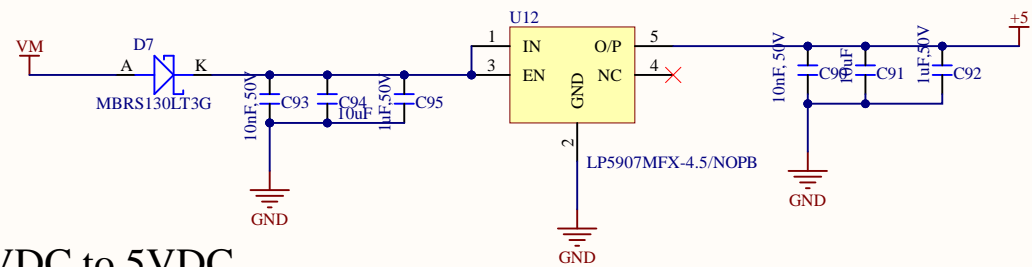 U12
VM
D7
A
K
MBRS130LT3G
10nF, 50V
C93
C94
10uF
1uF,50V
C95
1
IN
3
EN
GND
2
O/P
5
NC
4
LP5907MFX-4.5/NOPB
+5
10nF, 50V
C90
10uF
C91
1uF,50V
C92
GND
GND
GND
VDC to 5VDC